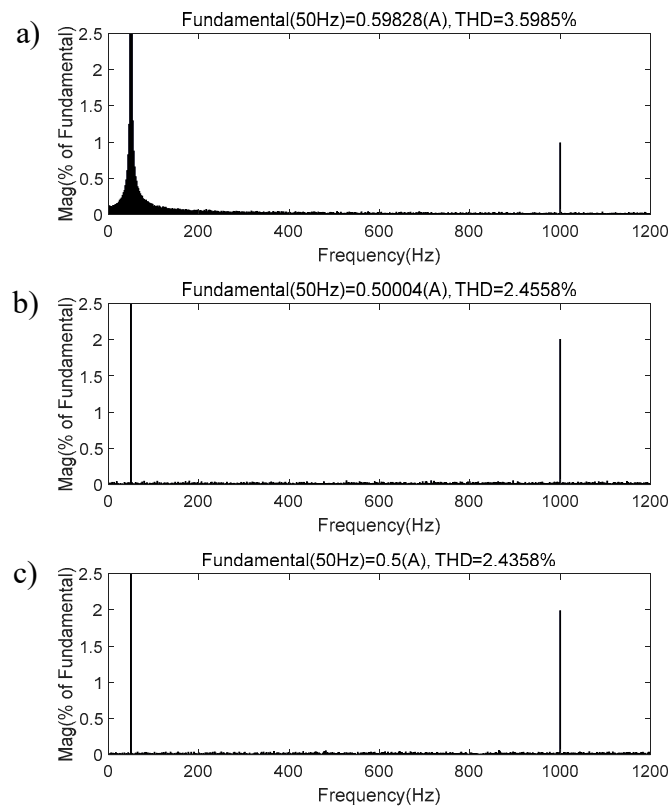 a)
Fundamental(50Hz)=0.59828(A), THD=3.5985%
Mag(% of Fundamental)
2.5
2
1.5
1
0.5
0
0 200 400 600 800 1000 1200
Frequency(Hz)
b)
Fundamental(50Hz)=0.50004(A), THD=2.4558%
Mag(% of Fundamental)
2.5
2
1.5
1
0.5
0
0 200 400 600 800 1000 1200
Frequency(Hz)
c)
Fundamental(50Hz)=0.5(A), THD=2.4358%
Mag(% of Fundamental)
2.5
2
1.5
1
0.5
0
0 200 400 600 800 1000 1200
Frequency(Hz)